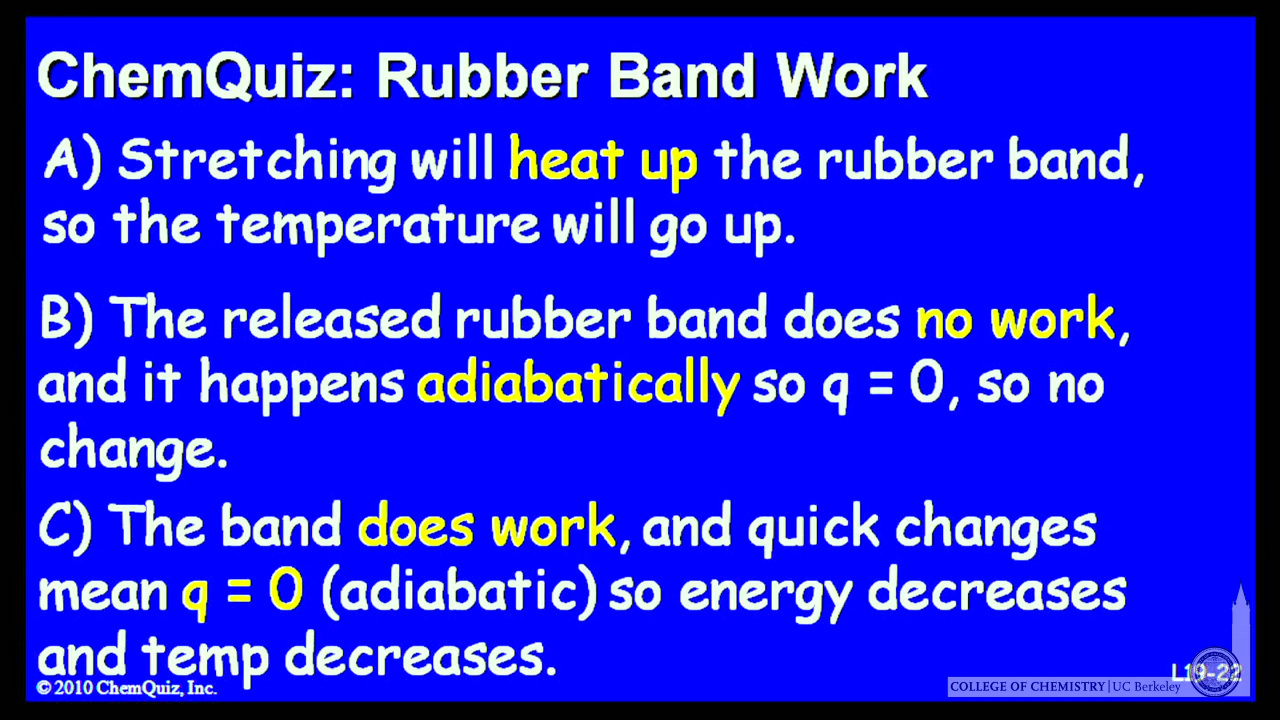 ChemQuiz: Rubber Band Work
A) Stretching will heat up the rubber band,
so the temperature will go up.
B) The released rubber band does no work,
and it happens adiabatically so q = 0, so no
change.
C) The band does work, and quick changes
mean q = 0 (adiabatic) so energy decreases
and temp decreases.
© 2010 ChemQuiz, Inc.
L19-22
COLLEGE OF CHEMISTRY | UC Berkeley